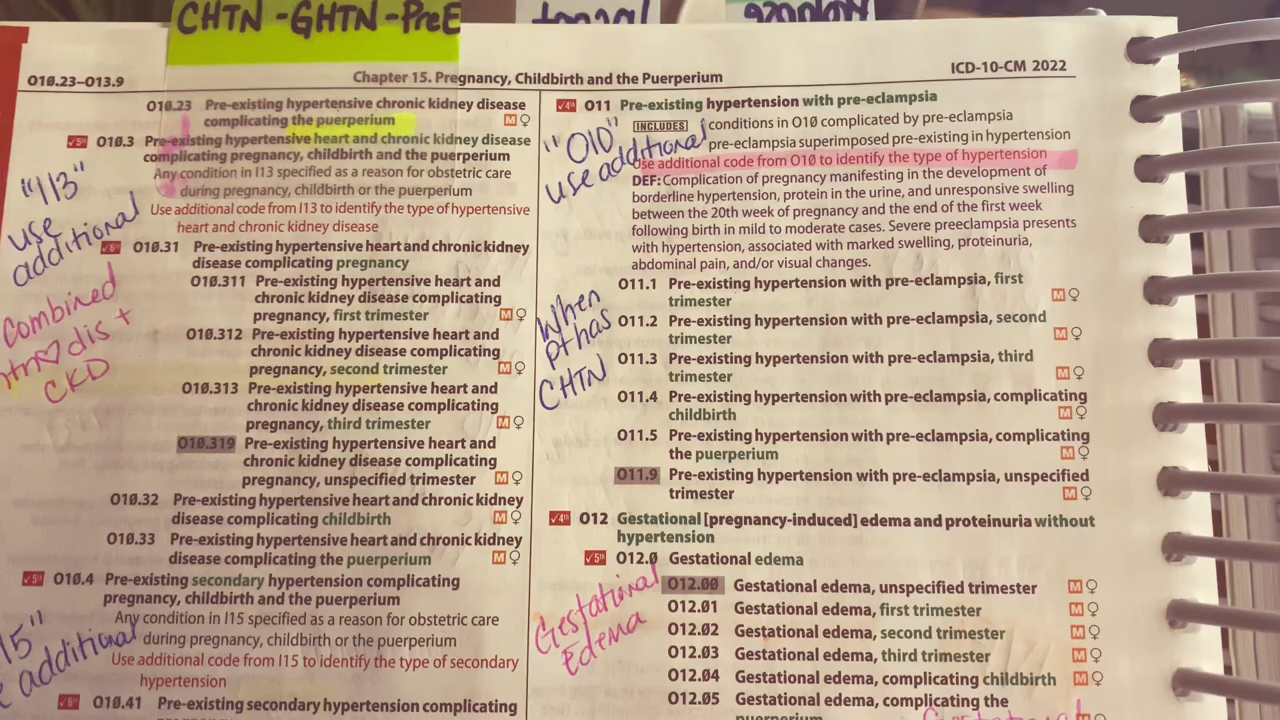 CHTN -GHTN-PreE
O10.23–O13.9
Chapter 15. Pregnancy, Childbirth and the Puerperium
ICD-10-CM 2022
O10.23 Pre-existing hypertensive chronic kidney disease
complicating the puerperium M♀
✓5th O10.3 Pre-existing hypertensive heart and chronic kidney disease
complicating pregnancy, childbirth and the puerperium
Any condition in I13 specified as a reason for obstetric care
during pregnancy, childbirth or the puerperium
Use additional code from I13 to identify the type of hypertensive
heart and chronic kidney disease
"I13"
use
additional
✓6th O10.31 Pre-existing hypertensive heart and chronic kidney
disease complicating pregnancy
O10.311 Pre-existing hypertensive heart and
chronic kidney disease complicating
pregnancy, first trimester M♀
Combined
htn♡dis +
CKD
O10.312 Pre-existing hypertensive heart and
chronic kidney disease complicating
pregnancy, second trimester M♀
O10.313 Pre-existing hypertensive heart and
chronic kidney disease complicating
pregnancy, third trimester M♀
O10.319 Pre-existing hypertensive heart and
chronic kidney disease complicating
pregnancy, unspecified trimester M♀
O10.32 Pre-existing hypertensive heart and chronic kidney
disease complicating childbirth M♀
O10.33 Pre-existing hypertensive heart and chronic kidney
disease complicating the puerperium M♀
✓5th O10.4 Pre-existing secondary hypertension complicating
pregnancy, childbirth and the puerperium
Any condition in I15 specified as a reason for obstetric care
during pregnancy, childbirth or the puerperium
Use additional code from I15 to identify the type of secondary
hypertension
15"
additional
✓6th O10.41 Pre-existing secondary hypertension complicating
✓4th O11 Pre-existing hypertension with pre-eclampsia
INCLUDES conditions in O10 complicated by pre-eclampsia
pre-eclampsia superimposed pre-existing in hypertension
Use additional code from O10 to identify the type of hypertension
"O10"
use additional
DEF: Complication of pregnancy manifesting in the development of
borderline hypertension, protein in the urine, and unresponsive swelling
between the 20th week of pregnancy and the end of the first week
following birth in mild to moderate cases. Severe preeclampsia presents
with hypertension, associated with marked swelling, proteinuria,
abdominal pain, and/or visual changes.
O11.1 Pre-existing hypertension with pre-eclampsia, first
trimester M♀
O11.2 Pre-existing hypertension with pre-eclampsia, second
trimester M♀
When
pt has
CHTN
O11.3 Pre-existing hypertension with pre-eclampsia, third
trimester M♀
O11.4 Pre-existing hypertension with pre-eclampsia, complicating
childbirth M♀
O11.5 Pre-existing hypertension with pre-eclampsia, complicating
the puerperium M♀
O11.9 Pre-existing hypertension with pre-eclampsia, unspecified
trimester M♀
✓4th O12 Gestational [pregnancy-induced] edema and proteinuria without
hypertension
✓5th O12.0 Gestational edema
Gestational
Edema
O12.00 Gestational edema, unspecified trimester M♀
O12.01 Gestational edema, first trimester M♀
O12.02 Gestational edema, second trimester M♀
O12.03 Gestational edema, third trimester M♀
O12.04 Gestational edema, complicating childbirth M♀
O12.05 Gestational edema, complicating the
puerperium